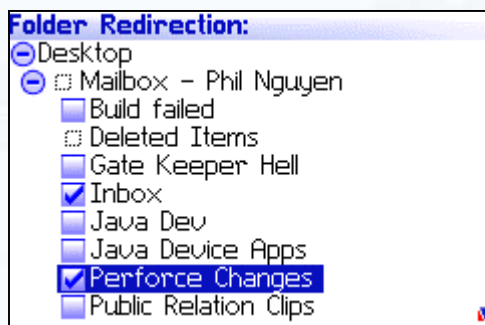 Folder Redirection:
Desktop
Mailbox - Phil Nguyen
Build failed
Deleted Items
Gate Keeper Hell
Inbox
Java Dev
Java Device Apps
Perforce Changes
Public Relation Clips